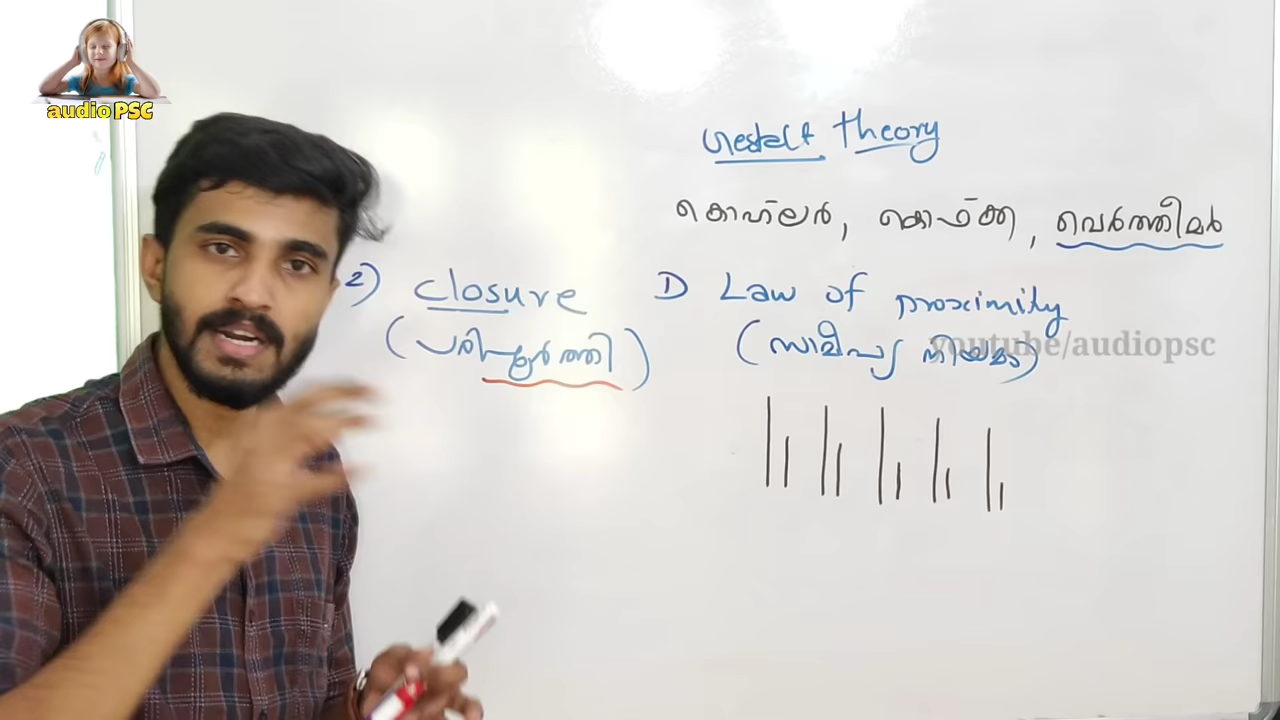 audio PSC
Gestalt Theory
കൊഹ്ലർ, കൊഫ്ക്ക, വെർത്തീമർ
2) closure
(പരിപൂർത്തി)
1) Law of proximity
(സാമീപ്യ നിയമം)
youtube/audiopsc